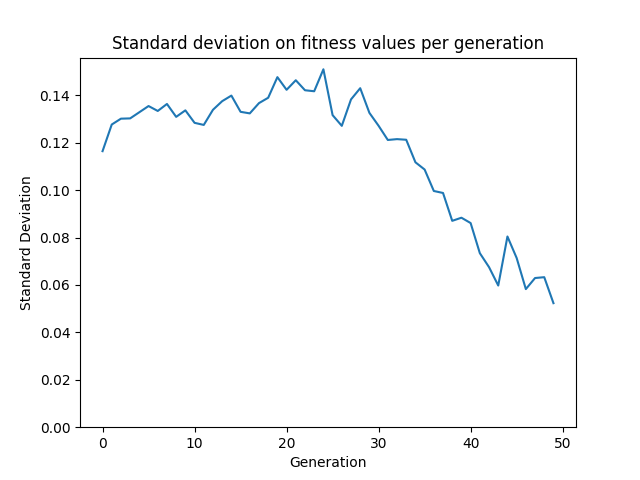 Standard deviation on fitness values per generation
Standard Deviation
0.14
0.12
0.10
0.08
0.06
0.04
0.02
0.00
0 10 20 30 40 50
Generation